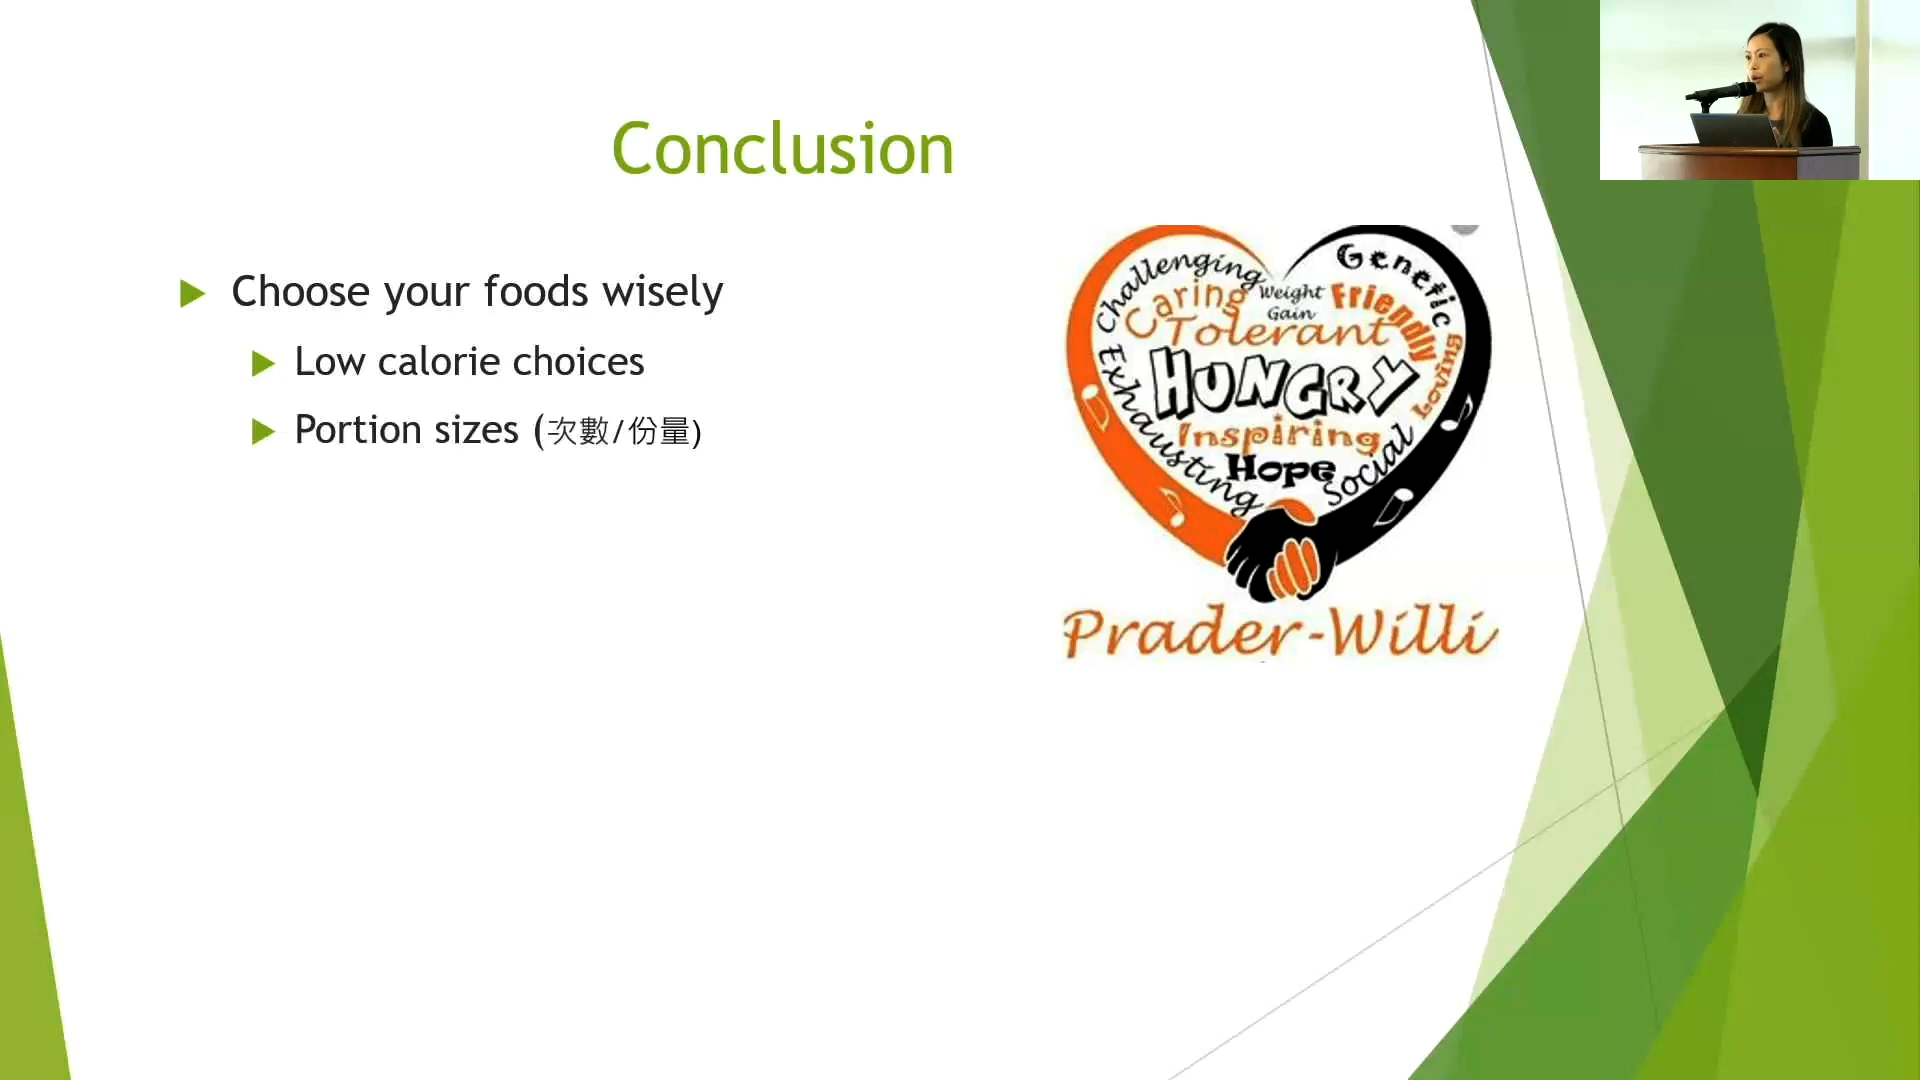 Conclusion
Choose your foods wisely
Low calorie choices
Portion sizes (次數/份量)
Challenging
Genetic
Caring
Weight
Gain
Friendly
Tolerant
Loving
HUNGRY
Exhausting
Inspiring
Hope
Social
Prader-Willi